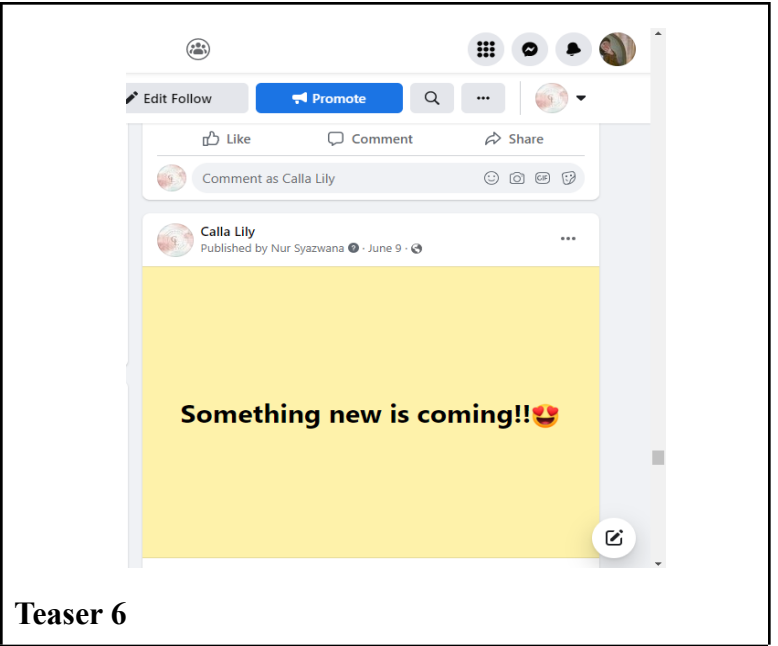 Edit Follow
Promote
Like
Comment
Share
Comment as Calla Lily
GIF
Calla Lily
Published by Nur Syazwana · June 9 ·
Something new is coming!!😍
Teaser 6